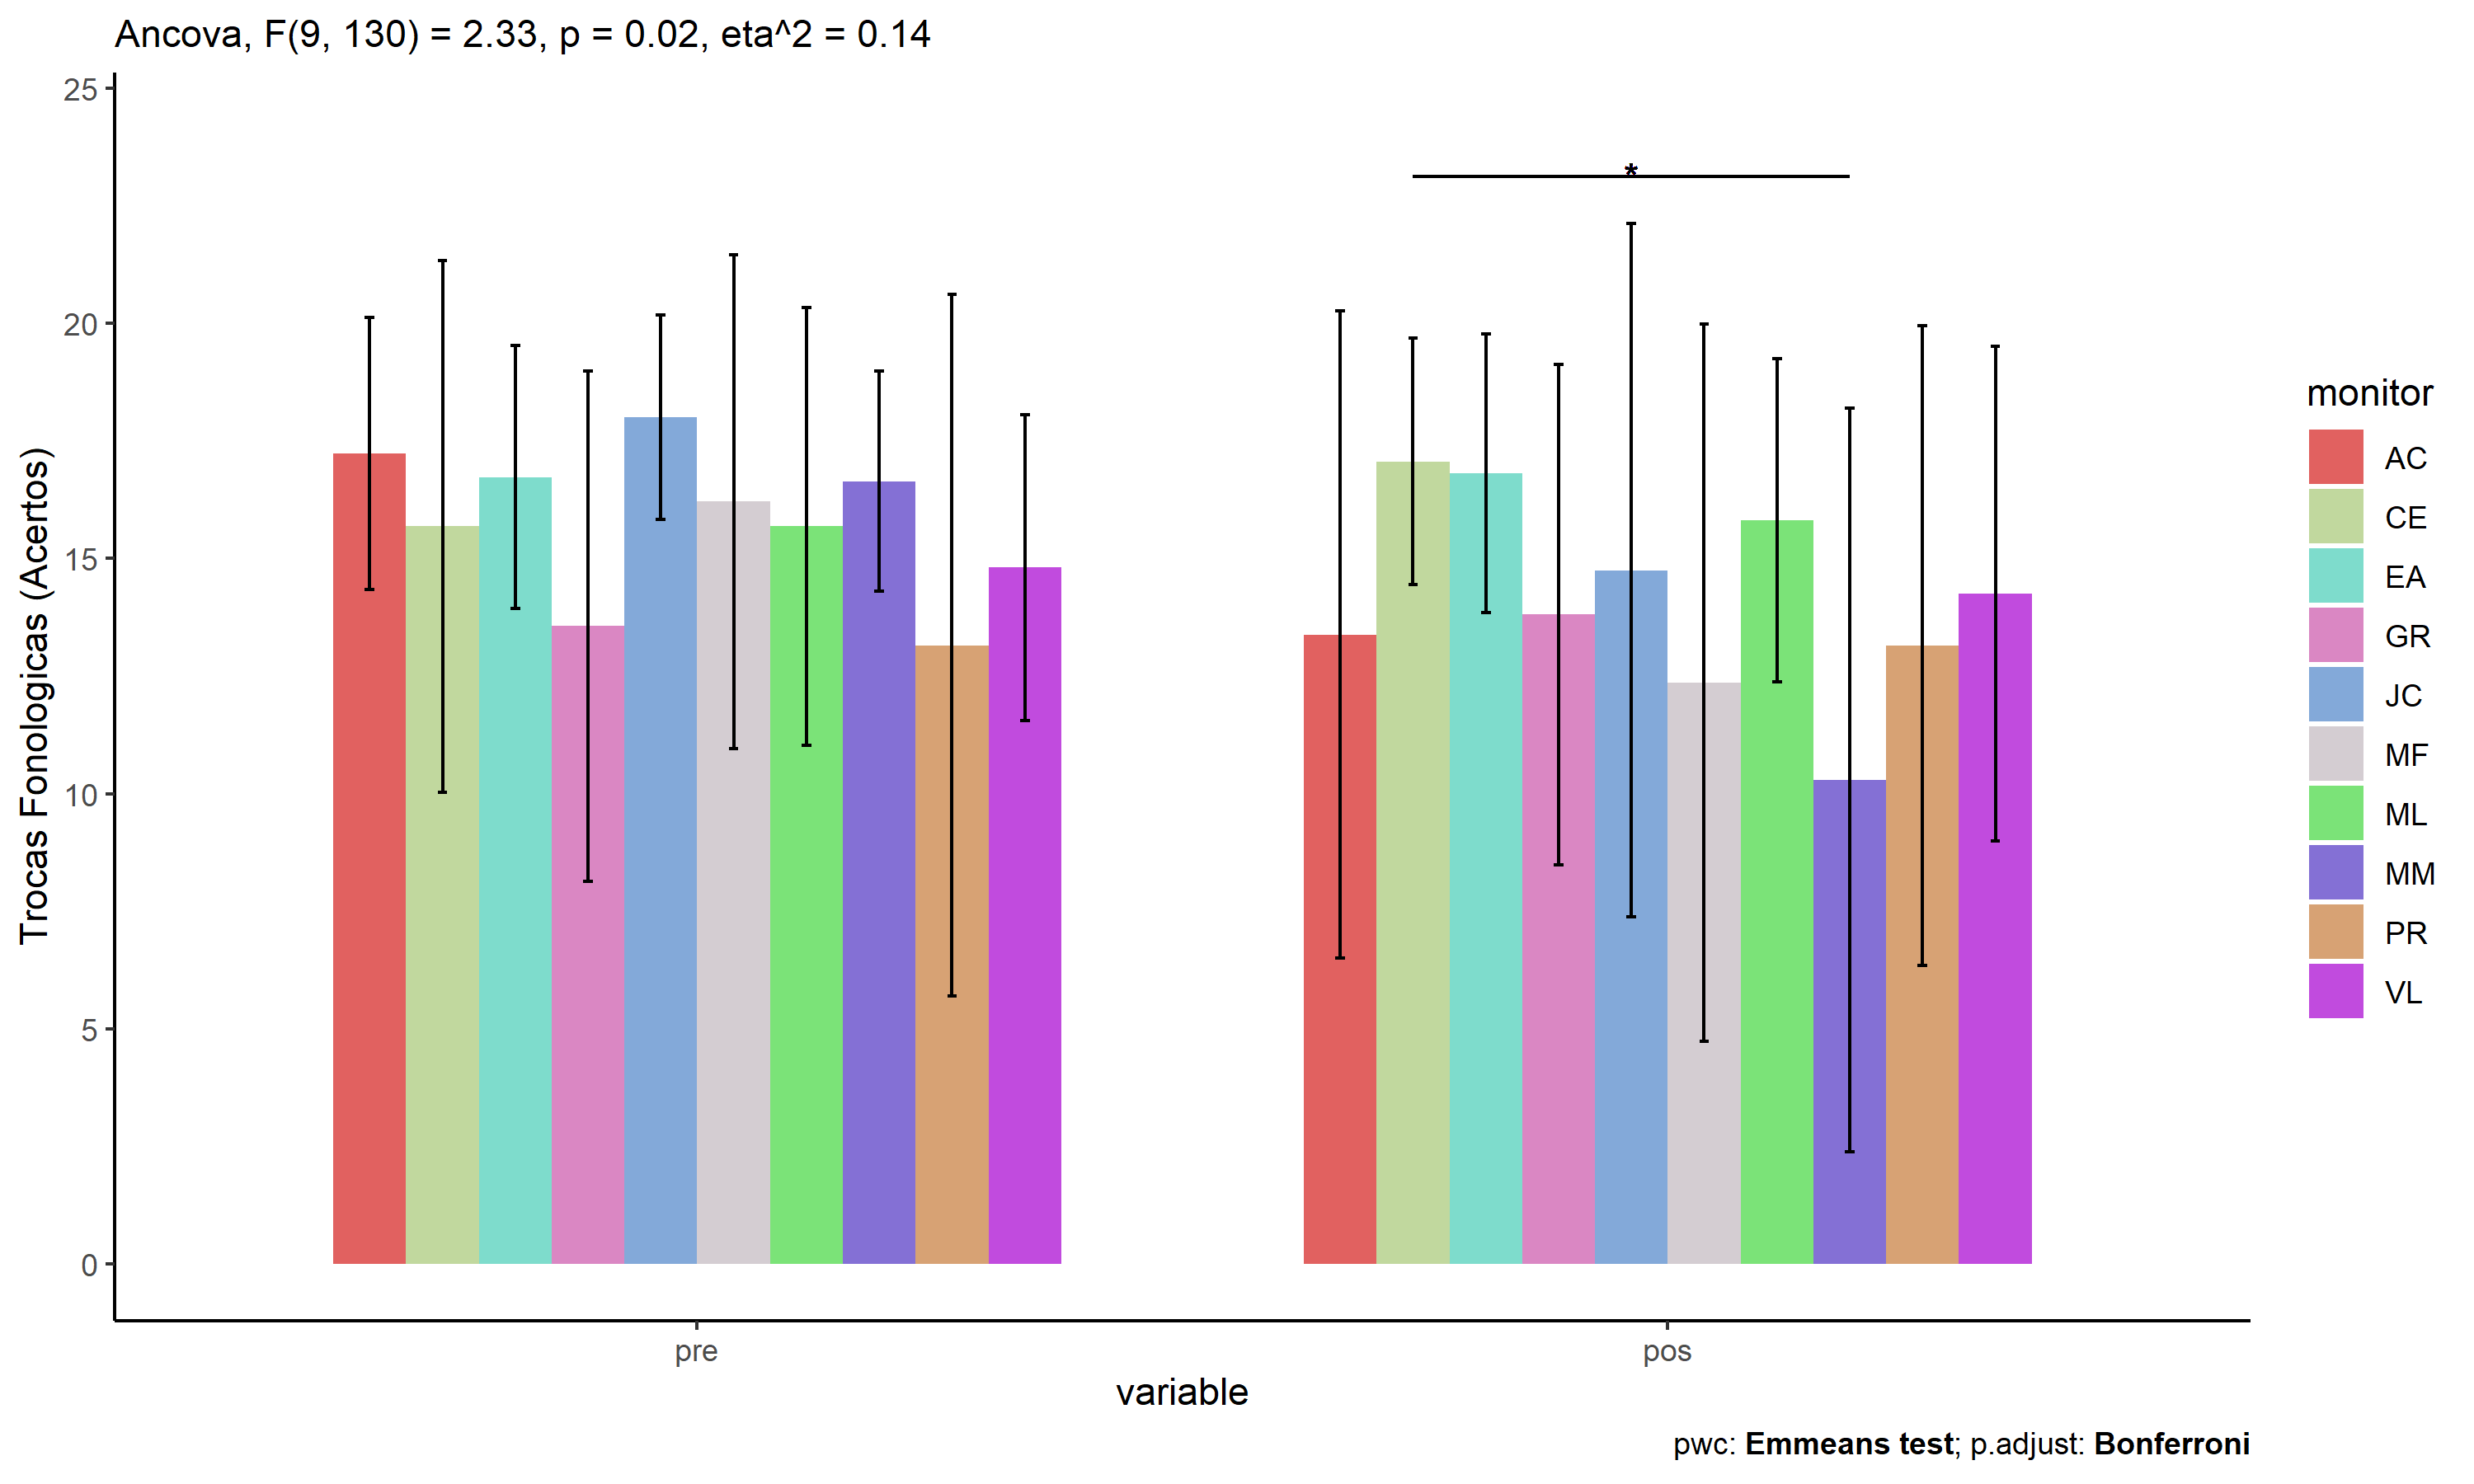 Ancova, F(9, 130) = 2.33, p = 0.02, eta^2 = 0.14
Trocas Fonologicas (Acertos)
25
20
15
10
5
0
*
pre
pos
variable
monitor
AC
CE
EA
GR
JC
MF
ML
MM
PR
VL
pwc: Emmeans test; p.adjust: Bonferroni